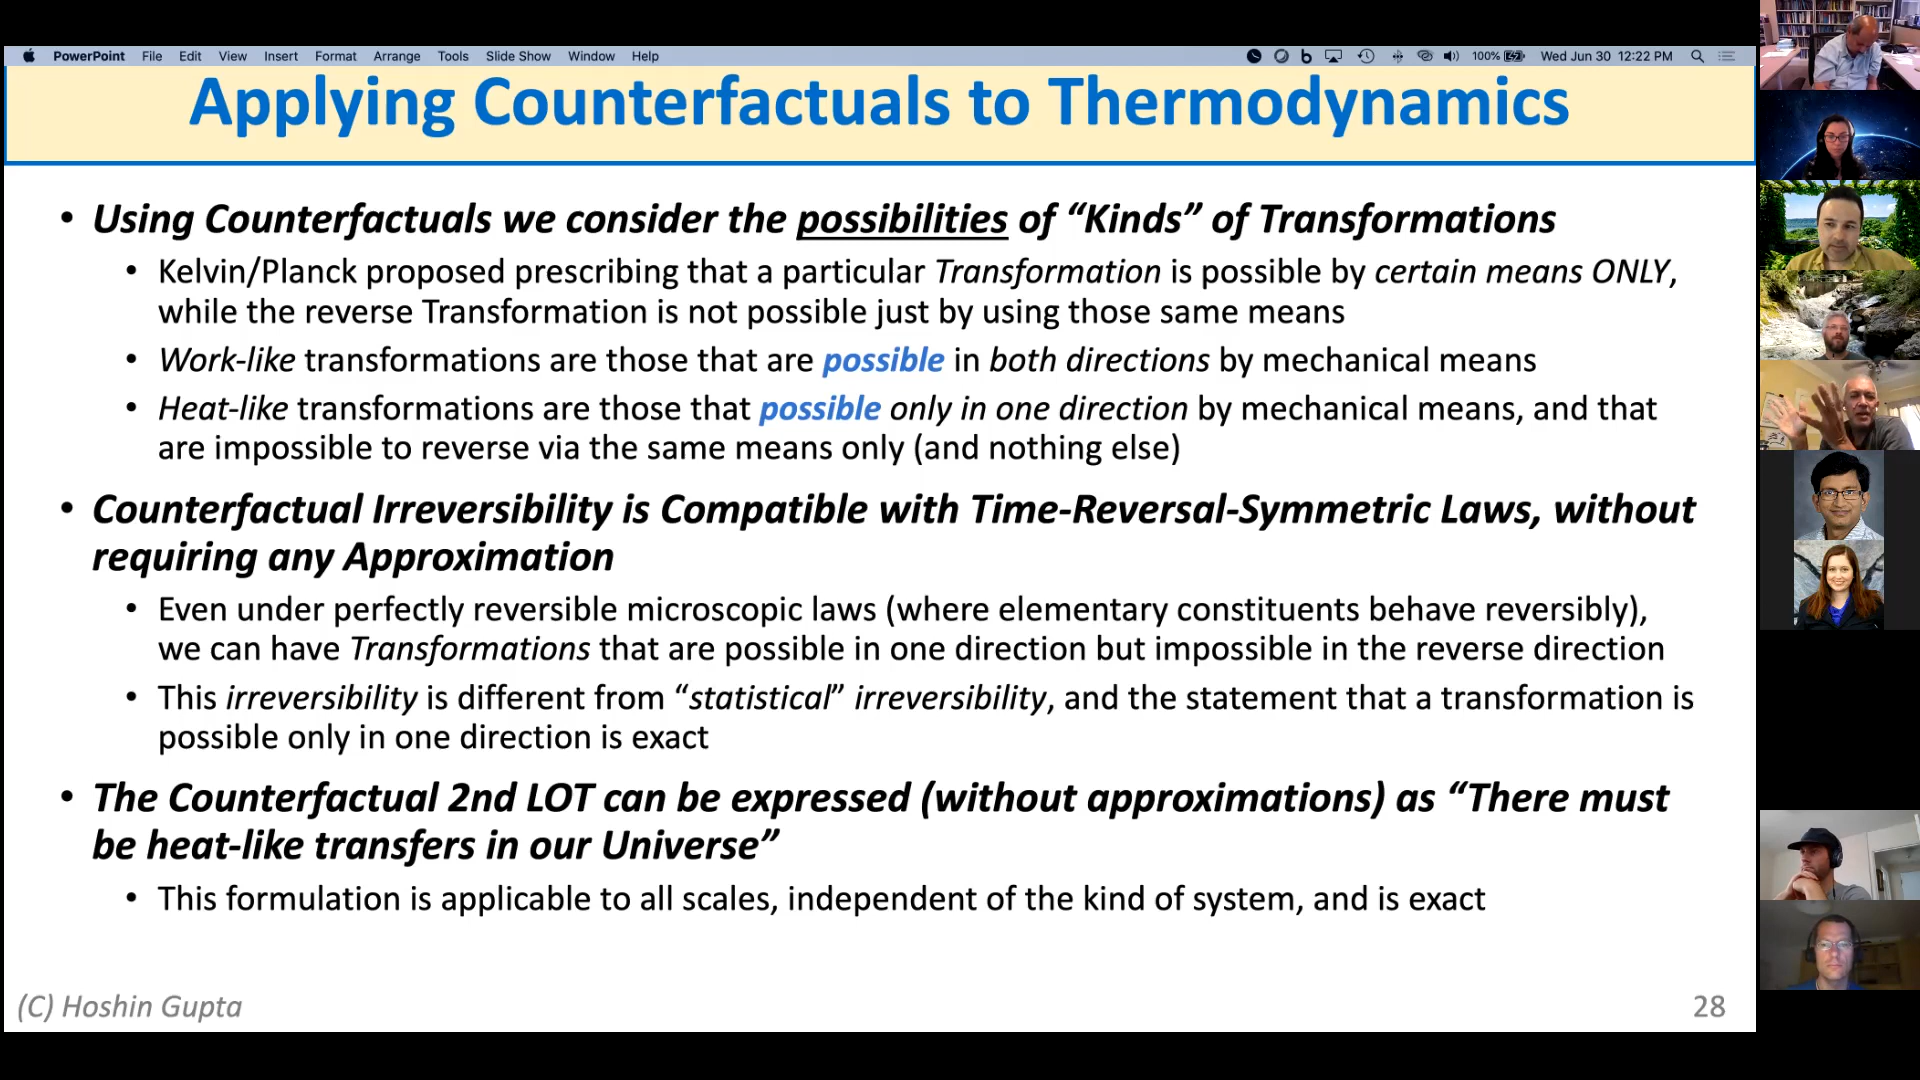 PowerPoint File Edit View Insert Format Arrange Tools Slide Show Window Help 100% Wed Jun 30 12:22 PM
Applying Counterfactuals to Thermodynamics
• Using Counterfactuals we consider the possibilities of “Kinds” of Transformations
• Kelvin/Planck proposed prescribing that a particular Transformation is possible by certain means ONLY,
while the reverse Transformation is not possible just by using those same means
• Work-like transformations are those that are possible in both directions by mechanical means
• Heat-like transformations are those that possible only in one direction by mechanical means, and that
are impossible to reverse via the same means only (and nothing else)
• Counterfactual Irreversibility is Compatible with Time-Reversal-Symmetric Laws, without
requiring any Approximation
• Even under perfectly reversible microscopic laws (where elementary constituents behave reversibly),
we can have Transformations that are possible in one direction but impossible in the reverse direction
• This irreversibility is different from “statistical” irreversibility, and the statement that a transformation is
possible only in one direction is exact
• The Counterfactual 2nd LOT can be expressed (without approximations) as “There must
be heat-like transfers in our Universe”
• This formulation is applicable to all scales, independent of the kind of system, and is exact
(C) Hoshin Gupta
28